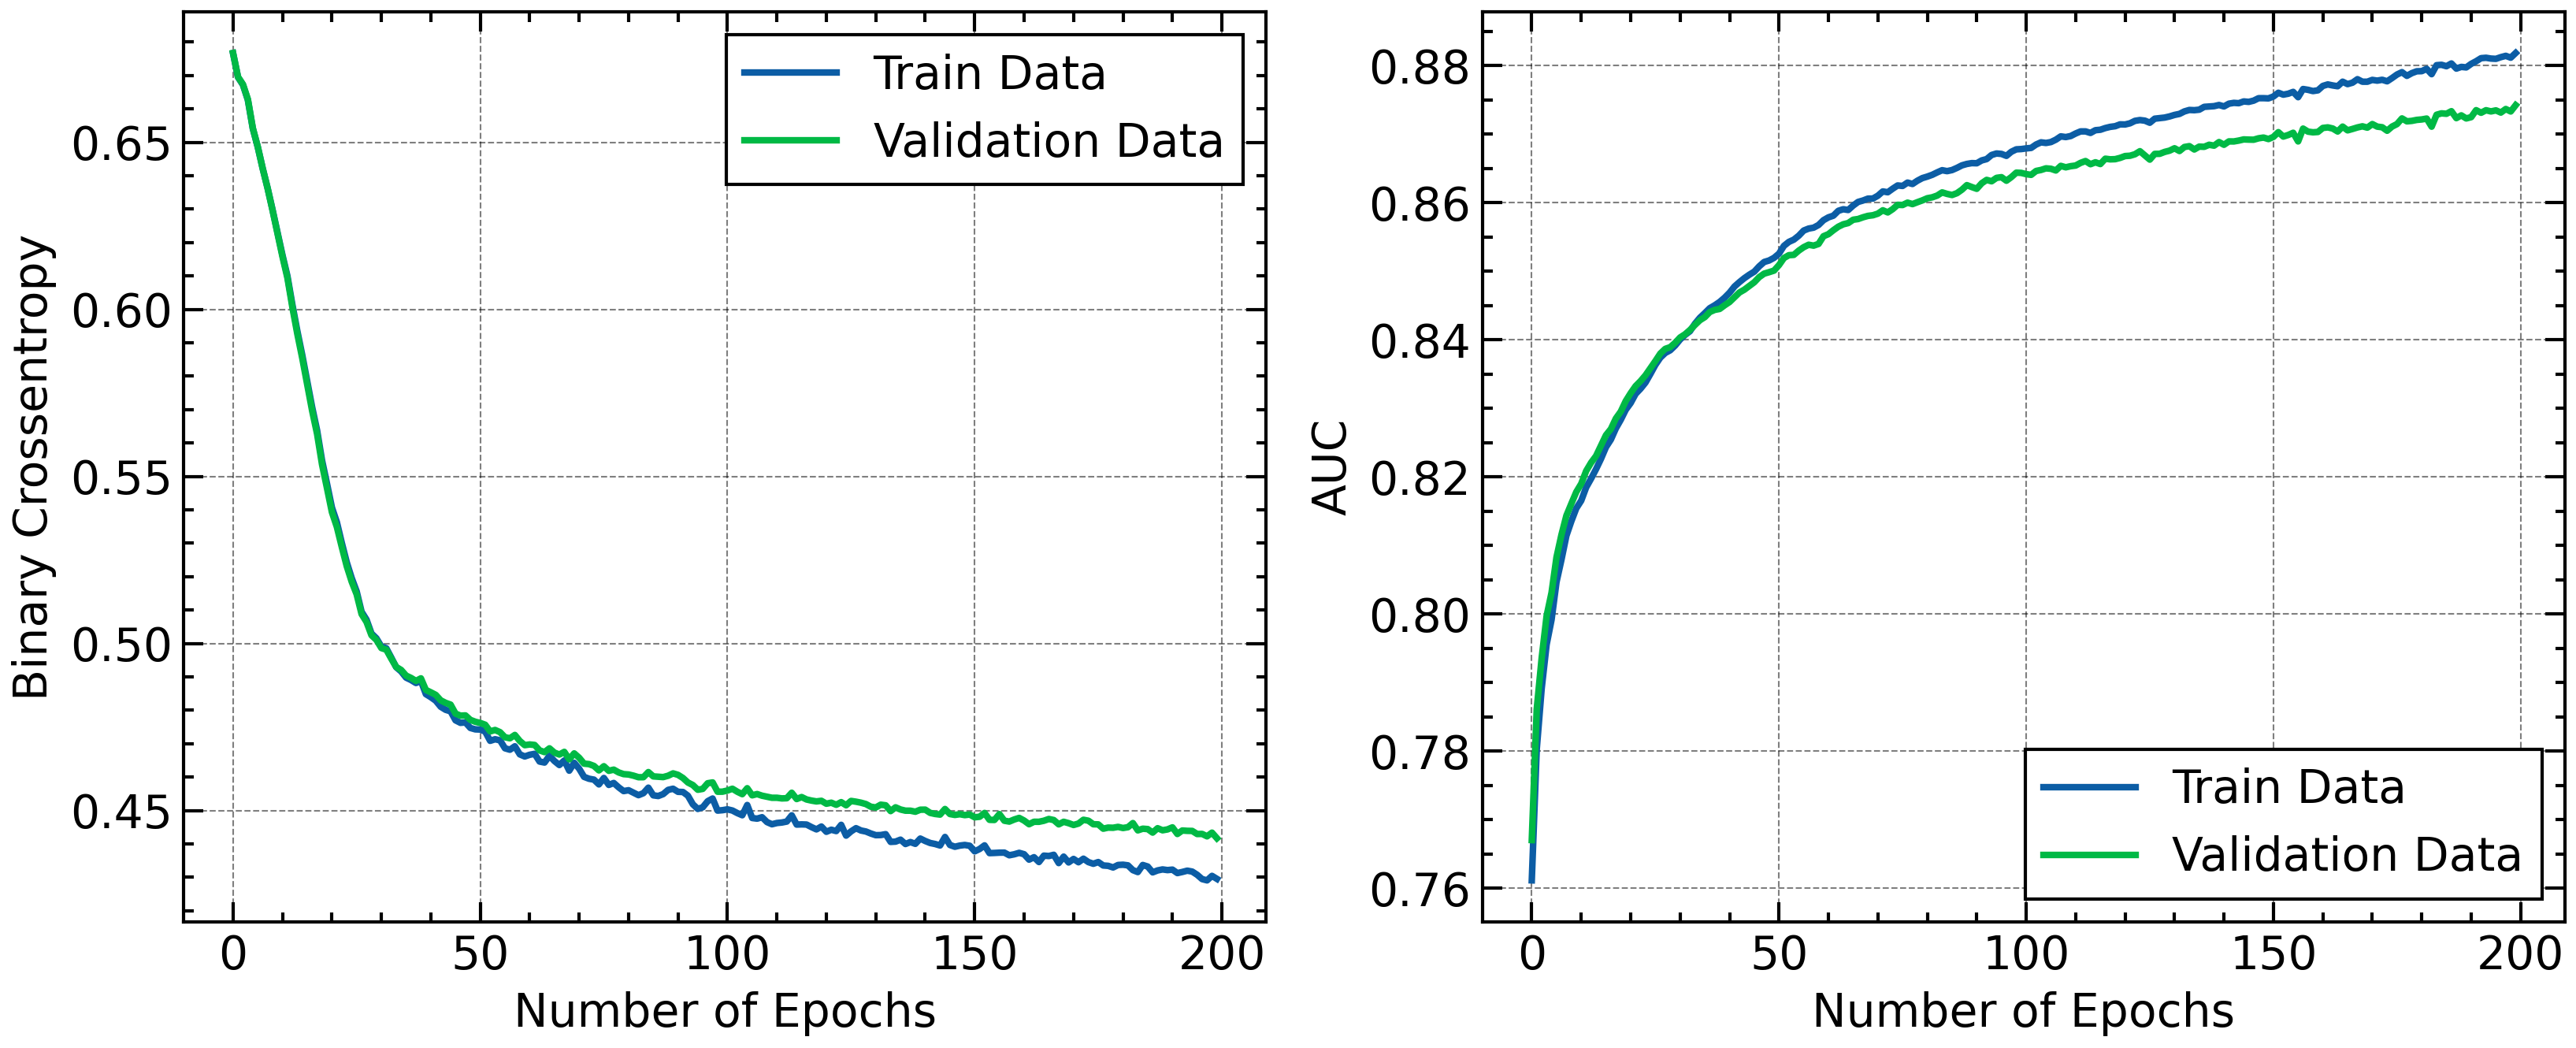 Train Data
Validation Data
0.65
0.60
0.55
0.50
0.45
Binary Crossentropy
0 50 100 150 200
Number of Epochs
0.88
0.86
0.84
0.82
0.80
0.78
0.76
AUC
Train Data
Validation Data
0 50 100 150 200
Number of Epochs